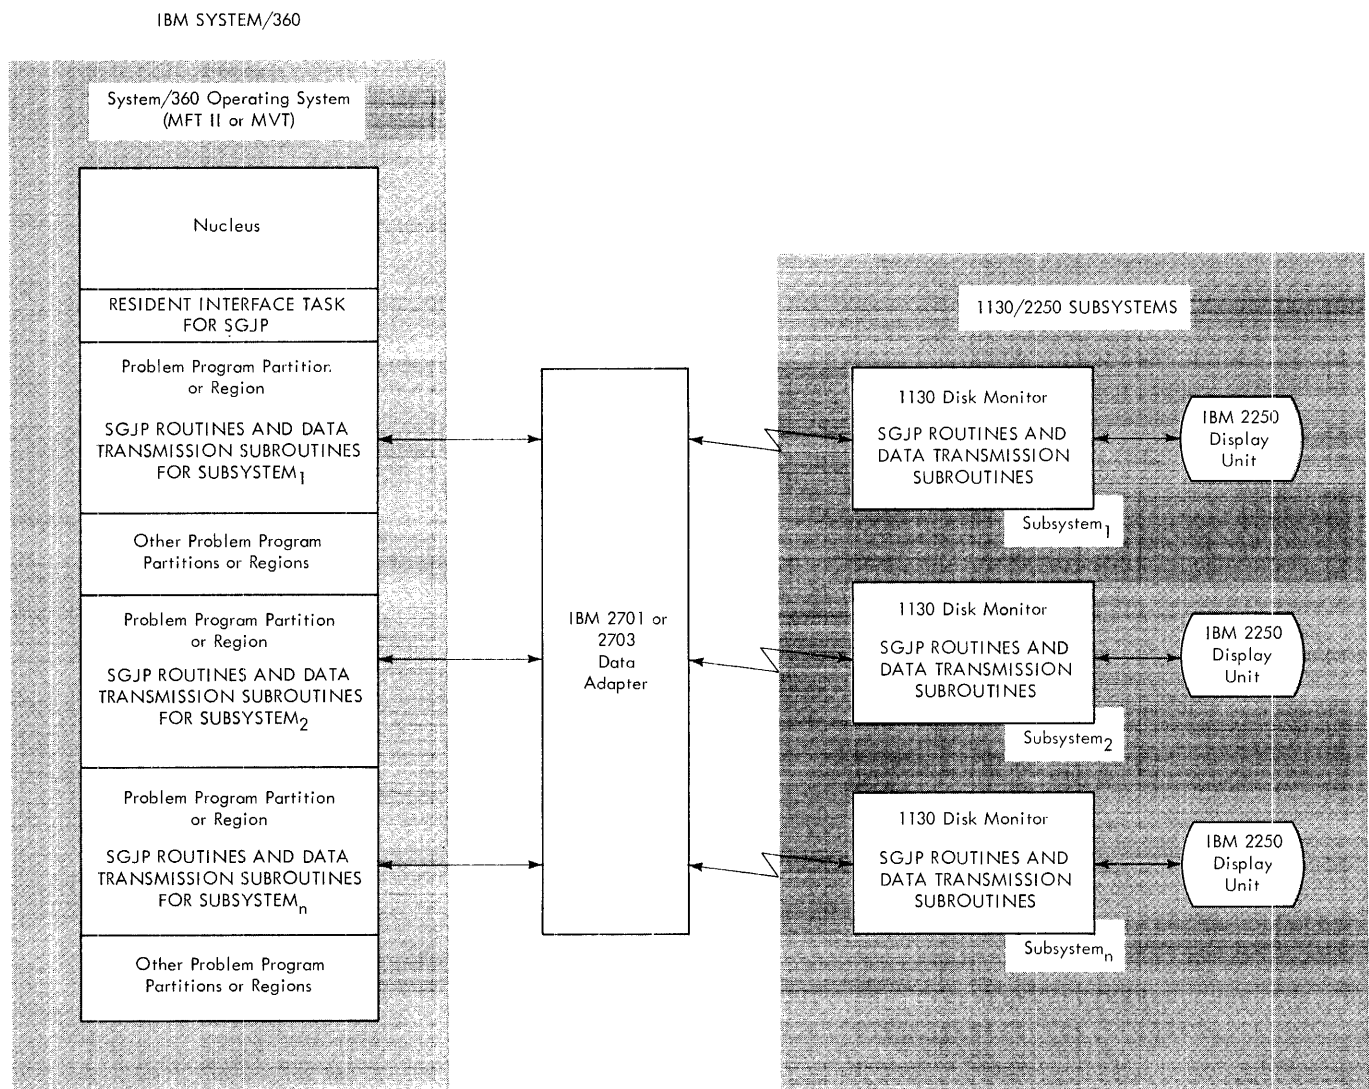 IBM SYSTEM/360
System/360 Operating System
(MFT II or MVT)
Nucleus
RESIDENT INTERFACE TASK
FOR SGJP
Problem Program Partition
or Region
SGJP ROUTINES AND DATA
TRANSMISSION SUBROUTINES
FOR SUBSYSTEM1
Other Problem Program
Partitions or Regions
Problem Program Partition
or Region
SGJP ROUTINES AND DATA
TRANSMISSION SUBROUTINES
FOR SUBSYSTEM2
Problem Program Partition
or Region
SGJP ROUTINES AND DATA
TRANSMISSION SUBROUTINES
FOR SUBSYSTEMn
Other Problem Program
Partitions or Regions
IBM 2701 or
2703
Data
Adapter
1130/2250 SUBSYSTEMS
1130 Disk Monitor
SGJP ROUTINES AND
DATA TRANSMISSION
SUBROUTINES
Subsystem1
IBM 2250
Display
Unit
1130 Disk Monitor
SGJP ROUTINES AND
DATA TRANSMISSION
SUBROUTINES
Subsystem2
IBM 2250
Display
Unit
1130 Disk Monitor
SGJP ROUTINES AND
DATA TRANSMISSION
SUBROUTINES
Subsystemn
IBM 2250
Display
Unit